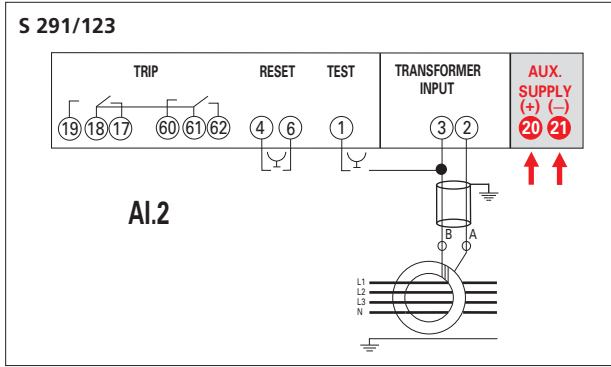 S 291/123
TRIP RESET TEST TRANSFORMER INPUT AUX. SUPPLY
(+) (—)
19 18 17 60 61 62 4 6 1 3 2 20 21
AI.2
B A
L1
L2
L3
N